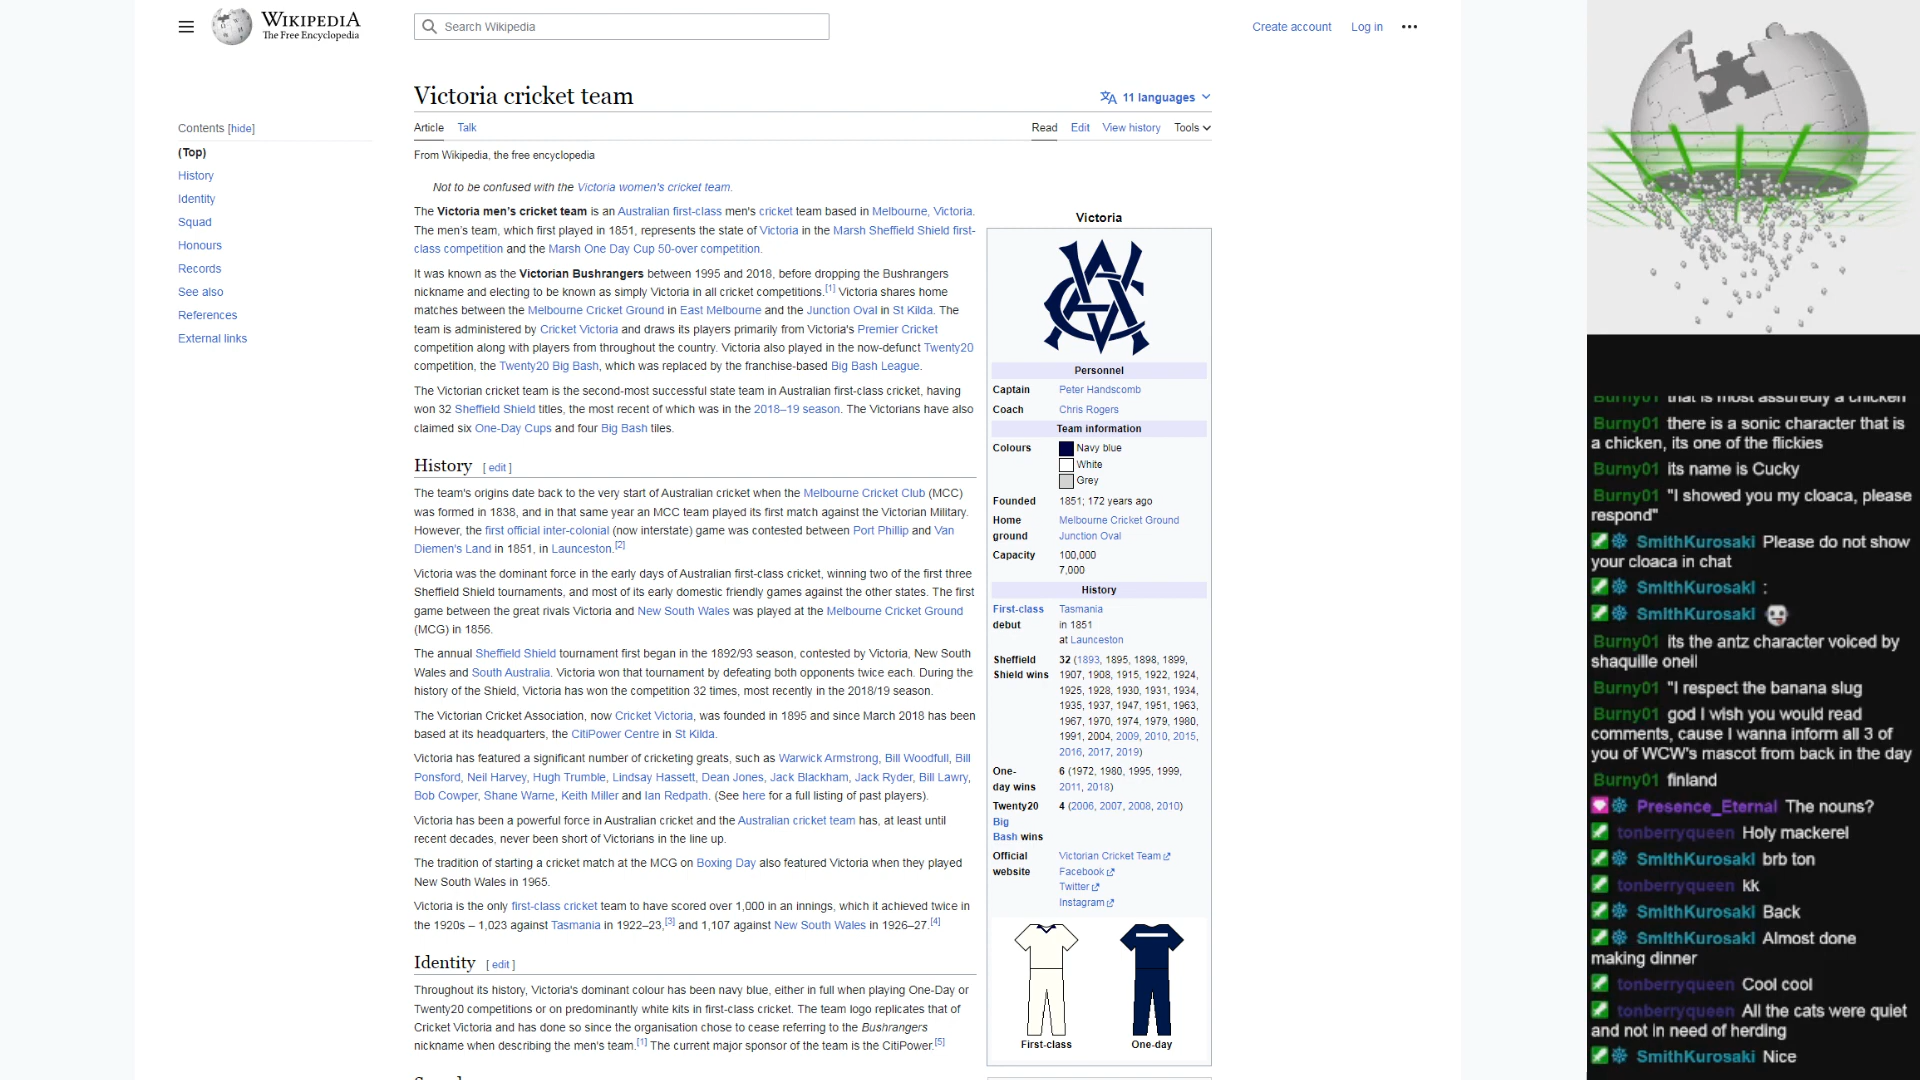 WIKIPEDIA
The Free Encyclopedia
Search Wikipedia
Create account
Log in
Victoria cricket team
11 languages
Article
Talk
Read
Edit
View history
Tools
Contents [hide]
(Top)
History
Identity
Squad
Honours
Records
See also
References
External links
From Wikipedia, the free encyclopedia
Not to be confused with the Victoria women's cricket team.
The Victoria men's cricket team is an Australian first-class men's cricket team based in Melbourne, Victoria.
The men's team, which first played in 1851, represents the state of Victoria in the Marsh Sheffield Shield first-
class competition and the Marsh One Day Cup 50-over competition.
It was known as the Victorian Bushrangers between 1995 and 2018, before dropping the Bushrangers
nickname and electing to be known as simply Victoria in all cricket competitions.[1] Victoria shares home
matches between the Melbourne Cricket Ground in East Melbourne and the Junction Oval in St Kilda. The
team is administered by Cricket Victoria and draws its players primarily from Victoria's Premier Cricket
competition along with players from throughout the country. Victoria also played in the now-defunct Twenty20
competition, the Twenty20 Big Bash, which was replaced by the franchise-based Big Bash League.
The Victorian cricket team is the second-most successful state team in Australian first-class cricket, having
won 32 Sheffield Shield titles, the most recent of which was in the 2018–19 season. The Victorians have also
claimed six One-Day Cups and four Big Bash tiles.
History [ edit ]
The team's origins date back to the very start of Australian cricket when the Melbourne Cricket Club (MCC)
was formed in 1838, and in that same year an MCC team played its first match against the Victorian Military.
However, the first official inter-colonial (now interstate) game was contested between Port Phillip and Van
Diemen's Land in 1851, in Launceston.[2]
Victoria was the dominant force in the early days of Australian first-class cricket, winning two of the first three
Sheffield Shield tournaments, and most of its early domestic friendly games against the other states. The first
game between the great rivals Victoria and New South Wales was played at the Melbourne Cricket Ground
(MCG) in 1856.
The annual Sheffield Shield tournament first began in the 1892/93 season, contested by Victoria, New South
Wales and South Australia. Victoria won that tournament by defeating both opponents twice each. During the
history of the Shield, Victoria has won the competition 32 times, most recently in the 2018/19 season.
The Victorian Cricket Association, now Cricket Victoria, was founded in 1895 and since March 2018 has been
based at its headquarters, the CitiPower Centre in St Kilda.
Victoria has featured a significant number of cricketing greats, such as Warwick Armstrong, Bill Woodfull, Bill
Ponsford, Neil Harvey, Hugh Trumble, Lindsay Hassett, Dean Jones, Jack Blackham, Jack Ryder, Bill Lawry,
Bob Cowper, Shane Warne, Keith Miller and Ian Redpath. (See here for a full listing of past players).
Victoria has been a powerful force in Australian cricket and the Australian cricket team has, at least until
recent decades, never been short of Victorians in the line up.
The tradition of starting a cricket match at the MCG on Boxing Day also featured Victoria when they played
New South Wales in 1965.
Victoria is the only first-class cricket team to have scored over 1,000 in an innings, which it achieved twice in
the 1920s – 1,023 against Tasmania in 1922–23,[3] and 1,107 against New South Wales in 1926–27.[4]
Identity [ edit ]
Throughout its history, Victoria's dominant colour has been navy blue, either in full when playing One-Day or
Twenty20 competitions or on predominantly white kits in first-class cricket. The team logo replicates that of
Cricket Victoria and has done so since the organisation chose to cease referring to the Bushrangers
nickname when describing the men's team.[1] The current major sponsor of the team is the CitiPower.[5]
Victoria
Personnel
Captain Peter Handscomb
Coach Chris Rogers
Team information
Colours Navy blue
White
Grey
Founded 1851; 172 years ago
Home Melbourne Cricket Ground
ground Junction Oval
Capacity 100,000
7,000
History
First-class Tasmania
debut in 1851
at Launceston
Sheffield 32 (1893, 1895, 1898, 1899,
Shield wins 1907, 1908, 1915, 1922, 1924,
1925, 1928, 1930, 1931, 1934,
1935, 1937, 1947, 1951, 1963,
1967, 1970, 1974, 1979, 1980,
1991, 2004, 2009, 2010, 2015,
2016, 2017, 2019)
One- 6 (1972, 1980, 1995, 1999,
day wins 2011, 2018)
Twenty20 4 (2006, 2007, 2008, 2010)
Big
Bash wins
Official Victorian Cricket Team
website Facebook
Twitter
Instagram
First-class One-day
Burny01 that is most assuredly a chicken
Burny01 there is a sonic character that is
a chicken, its one of the flickies
Burny01 its name is Cucky
Burny01 "I showed you my cloaca, please
respond"
SmithKurosaki Please do not show
your cloaca in chat
SmithKurosaki :
SmithKurosaki
Burny01 its the antz character voiced by
shaquille oneil
Burny01 "I respect the banana slug
Burny01 god I wish you would read
comments, cause I wanna inform all 3 of
you of WCW's mascot from back in the day
Burny01 finland
Presence_Eternal The nouns?
tonberryqueen Holy mackerel
SmithKurosaki brb ton
tonberryqueen kk
SmithKurosaki Back
SmithKurosaki Almost done
making dinner
tonberryqueen Cool cool
tonberryqueen All the cats were quiet
and not in need of herding
SmithKurosaki Nice